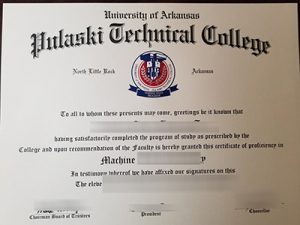 University of Arkansas
Pulaski Technical College
North Little Rock Arkansas
To all to whom these presents may come, greetings be it known that
having satisfactorily completed the program of study as prescribed by the
College and upon recommendation of the Faculty is hereby granted this certificate of proficiency in
Machine
In testimony whereof we have affixed our signatures on this
The eleve
Chairman Board of Trustees President Chancellor